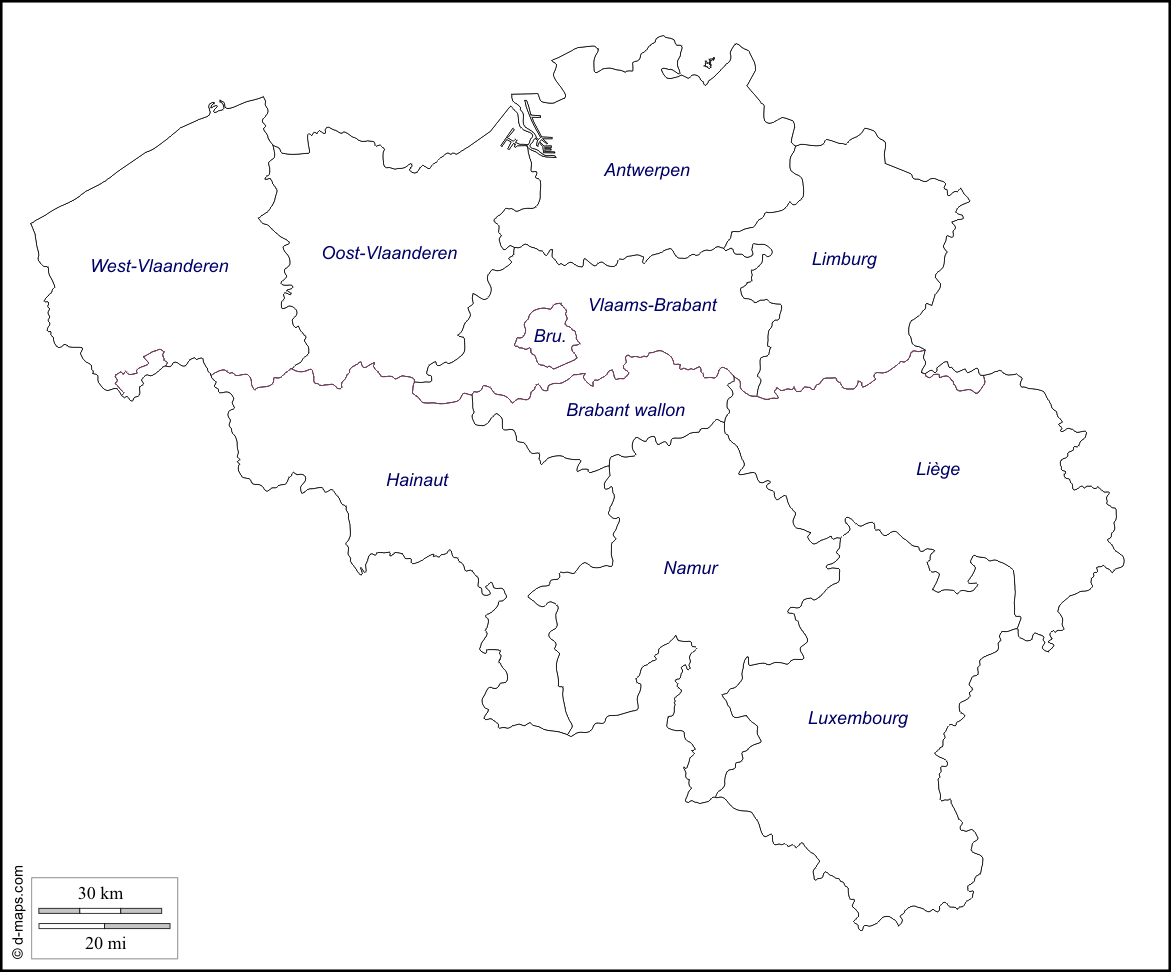 Antwerpen
West-Vlaanderen
Oost-Vlaanderen
Limburg
Vlaams-Brabant
Bru.
Brabant wallon
Hainaut
Liège
Namur
Luxembourg
30 km
20 mi
© d-maps.com